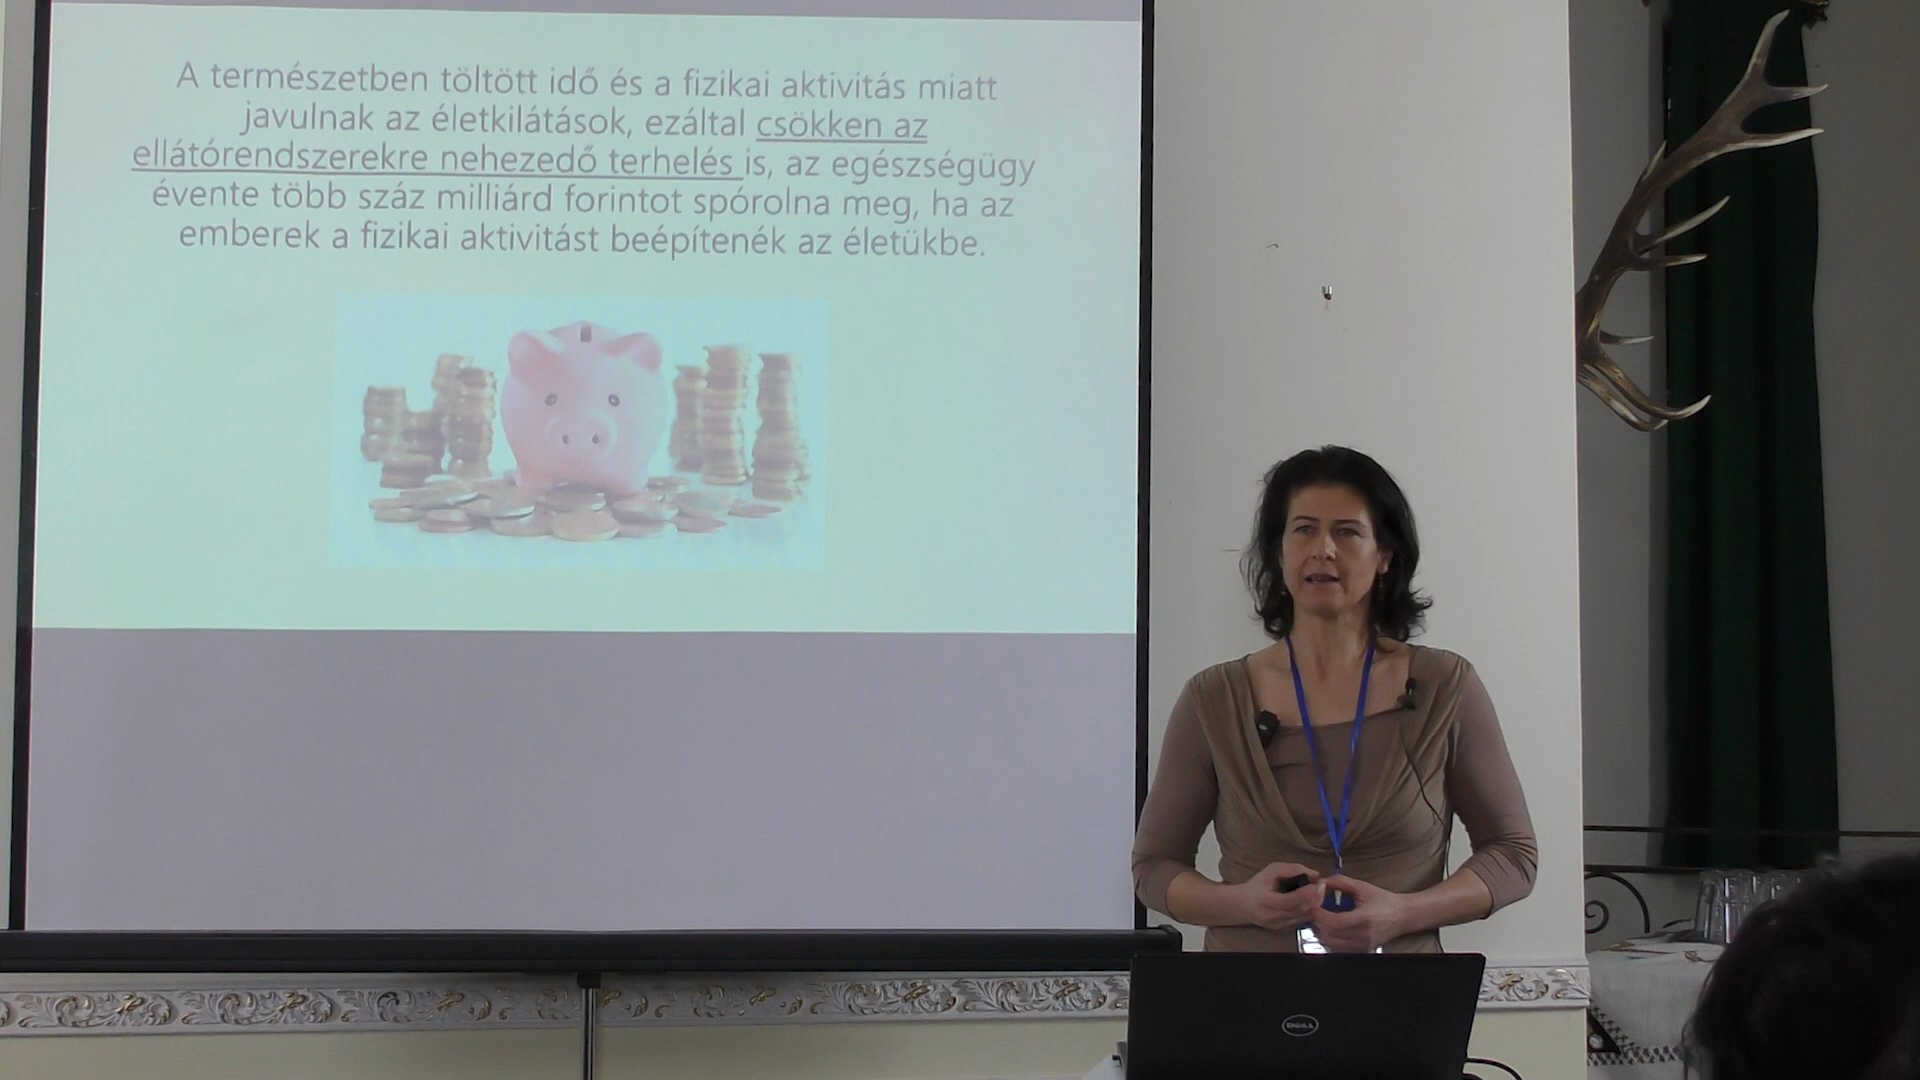 A természetben töltött idő és a fizikai aktivitás miatt
javulnak az életkilátások, ezáltal csökken az
ellátórendszerekre nehezedő terhelés is, az egészségügy
évente több száz milliárd forintot spórolna meg, ha az
emberek a fizikai aktivitást beépítenék az életükbe.
DELL